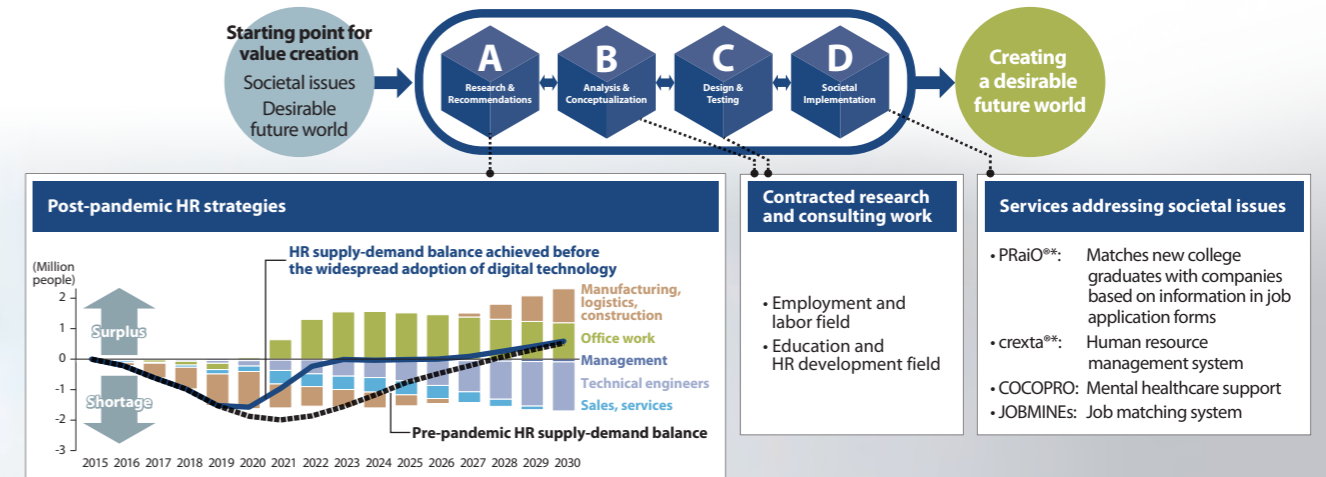 Starting point for
value creation
Societal issues
Desirable
future world
A
Research &
Recommendations
B
Analysis &
Conceptualization
C
Design &
Testing
D
Societal
Implementation
Creating
a desirable
future world
Post-pandemic HR strategies
HR supply-demand balance achieved before
the widespread adoption of digital technology
(Million
people)
2
1
0
-1
-2
-3
Surplus
Shortage
Manufacturing,
logistics,
construction
Office work
Management
Technical engineers
Sales, services
Pre-pandemic HR supply-demand balance
2015 2016 2017 2018 2019 2020 2021 2022 2023 2024 2025 2026 2027 2028 2029 2030
Contracted research
and consulting work
• Employment and
labor field
• Education and
HR development field
Services addressing societal issues
• PRaiO®*: Matches new college
graduates with companies
based on information in job
application forms
• crexta®*: Human resource
management system
• COCOPRO: Mental healthcare support
• JOBMINEs: Job matching system